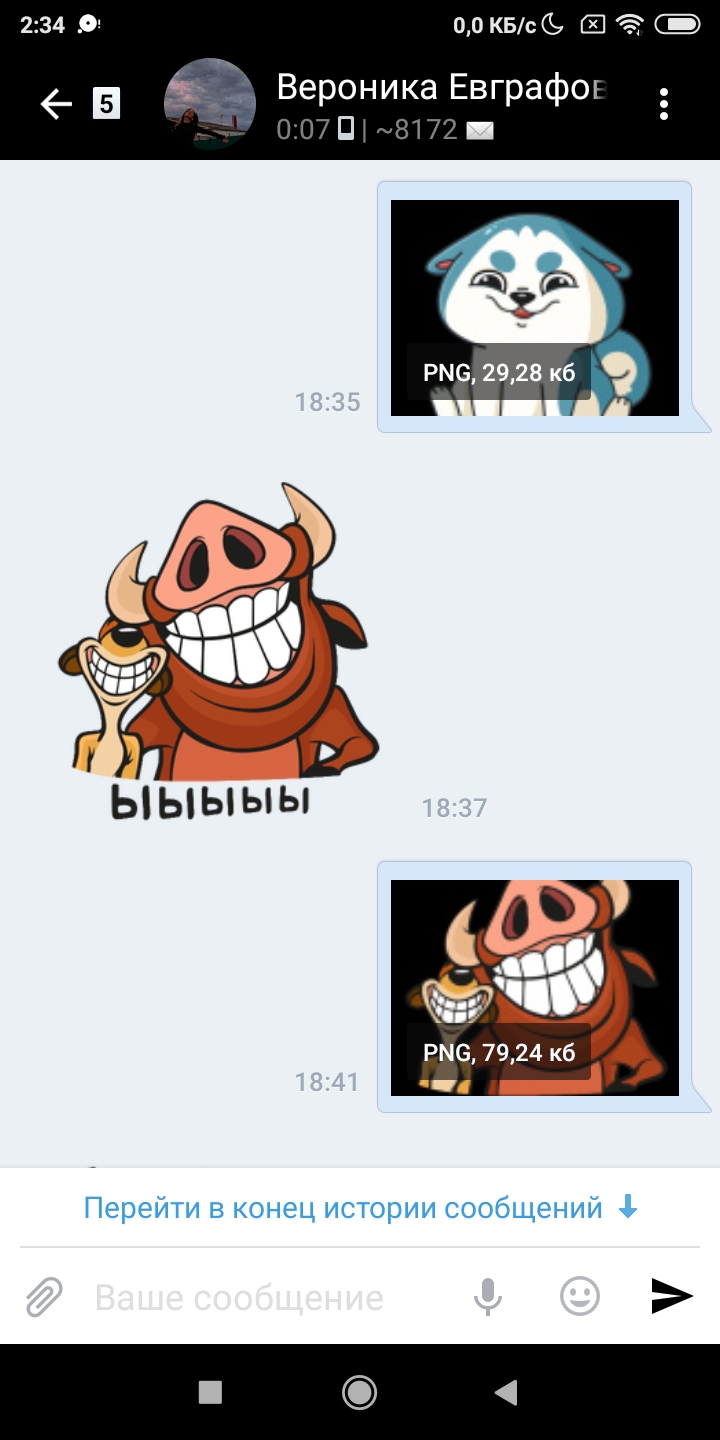 2:34
0,0 КБ/с
5
Вероника Евграфов
0:07 | ~8172
PNG, 29,28 кб
18:35
ыыыыы
18:37
PNG, 79,24 кб
18:41
Перейти в конец истории сообщений
Ваше сообщение